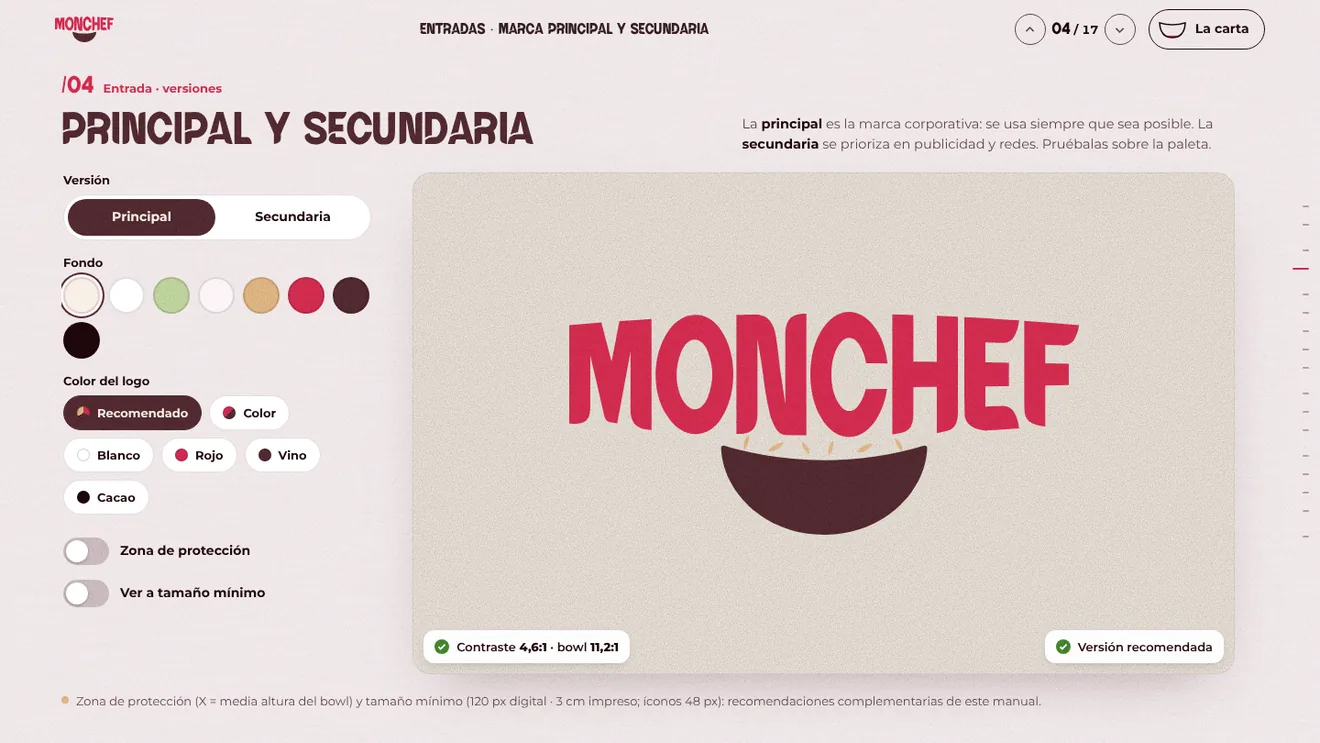 MONCHEF
ENTRADAS · MARCA PRINCIPAL Y SECUNDARIA
04 / 17
La carta
/04 Entrada · versiones
PRINCIPAL Y SECUNDARIA
La principal es la marca corporativa: se usa siempre que sea posible. La
secundaria se prioriza en publicidad y redes. Pruébalas sobre la paleta.
Versión
Principal
Secundaria
Fondo
Color del logo
Recomendado
Color
Blanco
Rojo
Vino
Cacao
Zona de protección
Ver a tamaño mínimo
MONCHEF
Contraste 4,6:1 · bowl 11,2:1
Versión recomendada
Zona de protección (X = media altura del bowl) y tamaño mínimo (120 px digital · 3 cm impreso; íconos 48 px): recomendaciones complementarias de este manual.